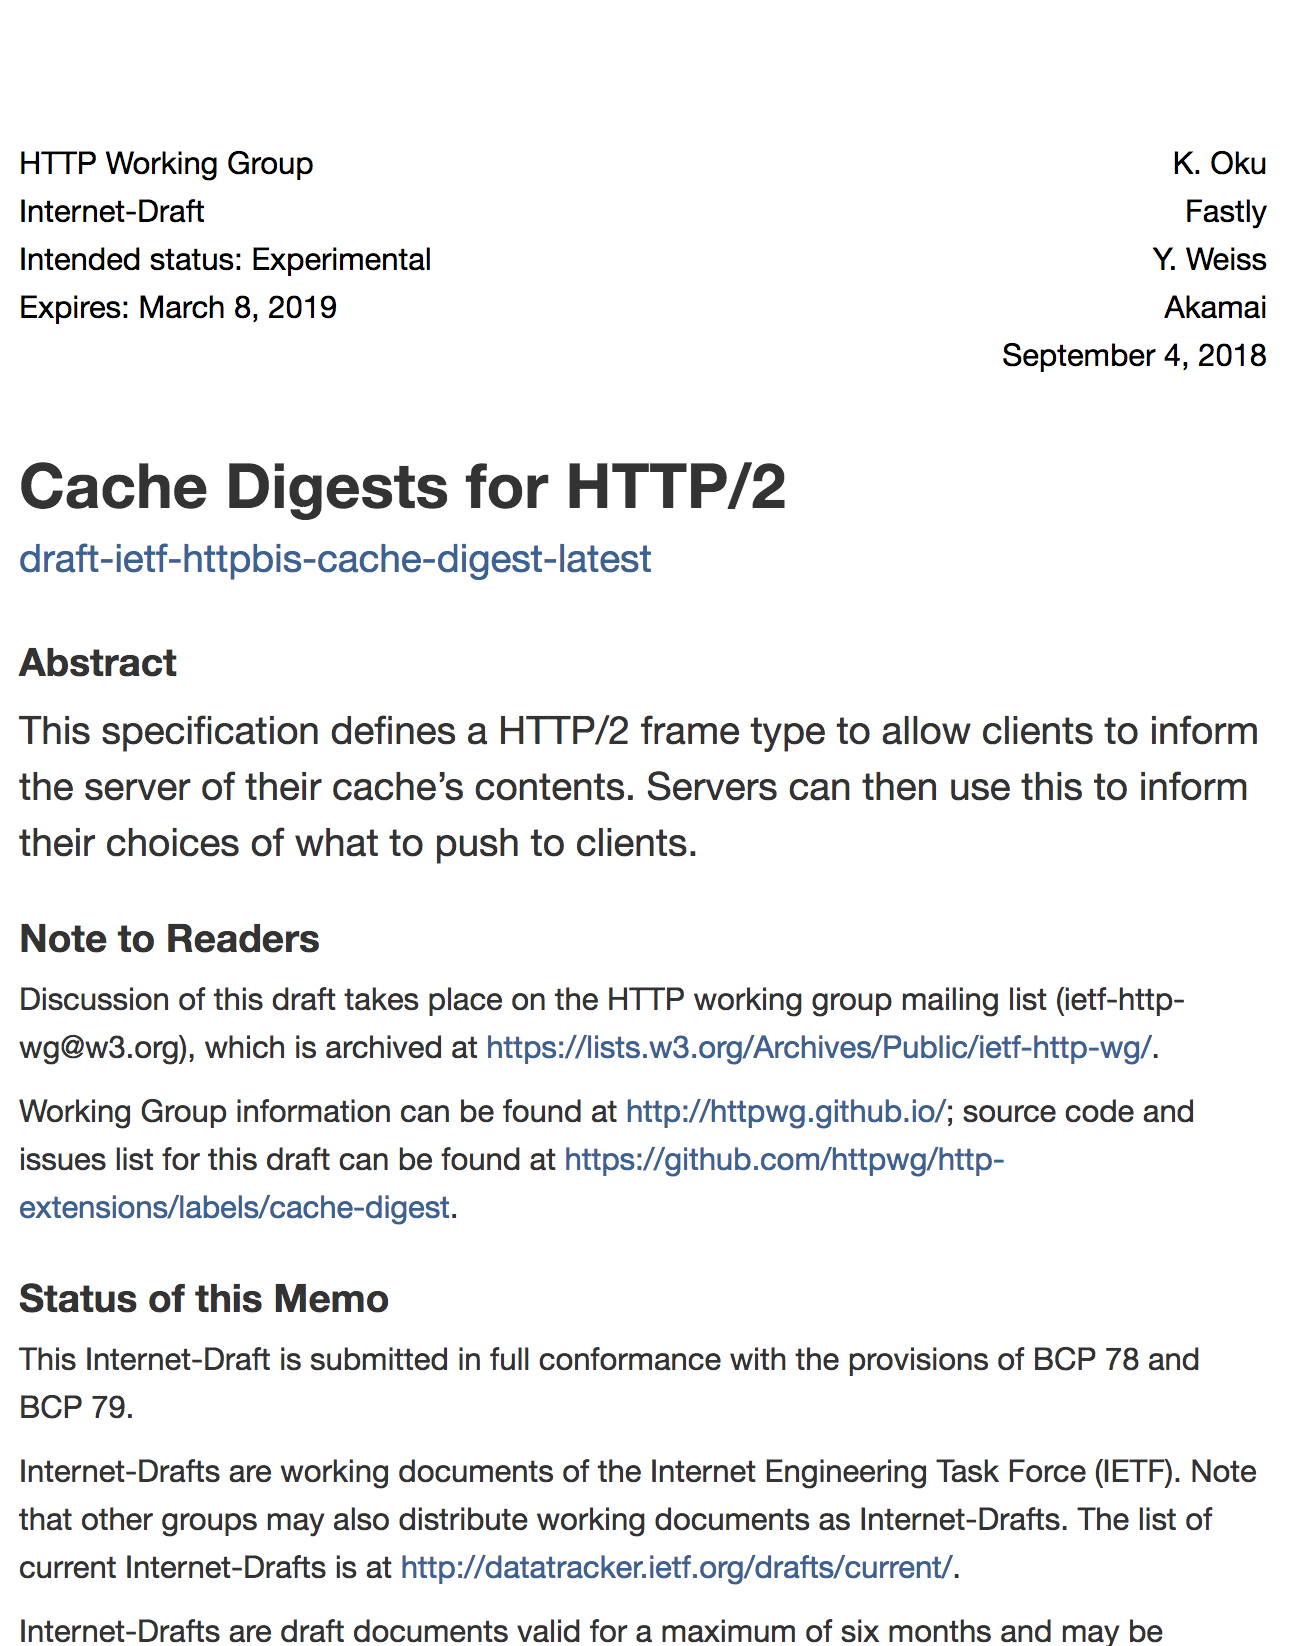 HTTP Working Group
K. Oku
Internet-Draft
Fastly
Intended status: Experimental
Y. Weiss
Expires: March 8, 2019
Akamai
September 4, 2018
Cache Digests for HTTP/2
draft-ietf-httpbis-cache-digest-latest
Abstract
This specification defines a HTTP/2 frame type to allow clients to inform
the server of their cache’s contents. Servers can then use this to inform
their choices of what to push to clients.
Note to Readers
Discussion of this draft takes place on the HTTP working group mailing list (ietf-http-
wg@w3.org), which is archived at https://lists.w3.org/Archives/Public/ietf-http-wg/.
Working Group information can be found at http://httpwg.github.io/; source code and
issues list for this draft can be found at https://github.com/httpwg/http-
extensions/labels/cache-digest.
Status of this Memo
This Internet-Draft is submitted in full conformance with the provisions of BCP 78 and
BCP 79.
Internet-Drafts are working documents of the Internet Engineering Task Force (IETF). Note
that other groups may also distribute working documents as Internet-Drafts. The list of
current Internet-Drafts is at http://datatracker.ietf.org/drafts/current/.
Internet-Drafts are draft documents valid for a maximum of six months and may be